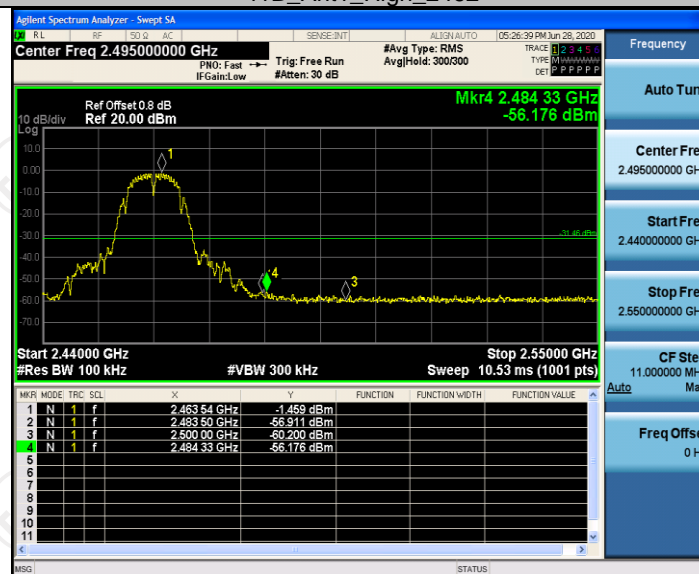 Agilent Spectrum Analyzer - Swept SA
RL RF 50 Ω AC SENSE:INT ALIGN AUTO 05:26:39 PM Jun 28, 2020
Center Freq 2.495000000 GHz
PNO: Fast
IFGain:Low
Trig: Free Run
#Atten: 30 dB
#Avg Type: RMS
Avg|Hold: 300/300
TRACE 1 2 3 4 5 6
TYPE M
DET P P P P P P
Ref Offset 0.8 dB
Ref 20.00 dBm
10 dB/div
Log
Mkr4 2.484 33 GHz
-56.176 dBm
10.0
0.00
-10.0
-20.0
-30.0
-40.0
-50.0
-60.0
-70.0
1
4
3
-31.46 dBm
Start 2.44000 GHz Stop 2.55000 GHz
#Res BW 100 kHz #VBW 300 kHz Sweep 10.53 ms (1001 pts)
MKR MODE TRC SCL X Y FUNCTION FUNCTION WIDTH FUNCTION VALUE
1 N 1 f 2.463 54 GHz -1.459 dBm
2 N 1 f 2.483 50 GHz -56.911 dBm
3 N 1 f 2.500 00 GHz -60.200 dBm
4 N 1 f 2.484 33 GHz -56.176 dBm
5
6
7
8
9
10
11
MSG STATUS
Frequency
Auto Tun
Center Fre
2.495000000 GH
Start Fre
2.440000000 GH
Stop Fre
2.550000000 GH
CF Ste
11.000000 MH
Auto Ma
Freq Offse
0 H